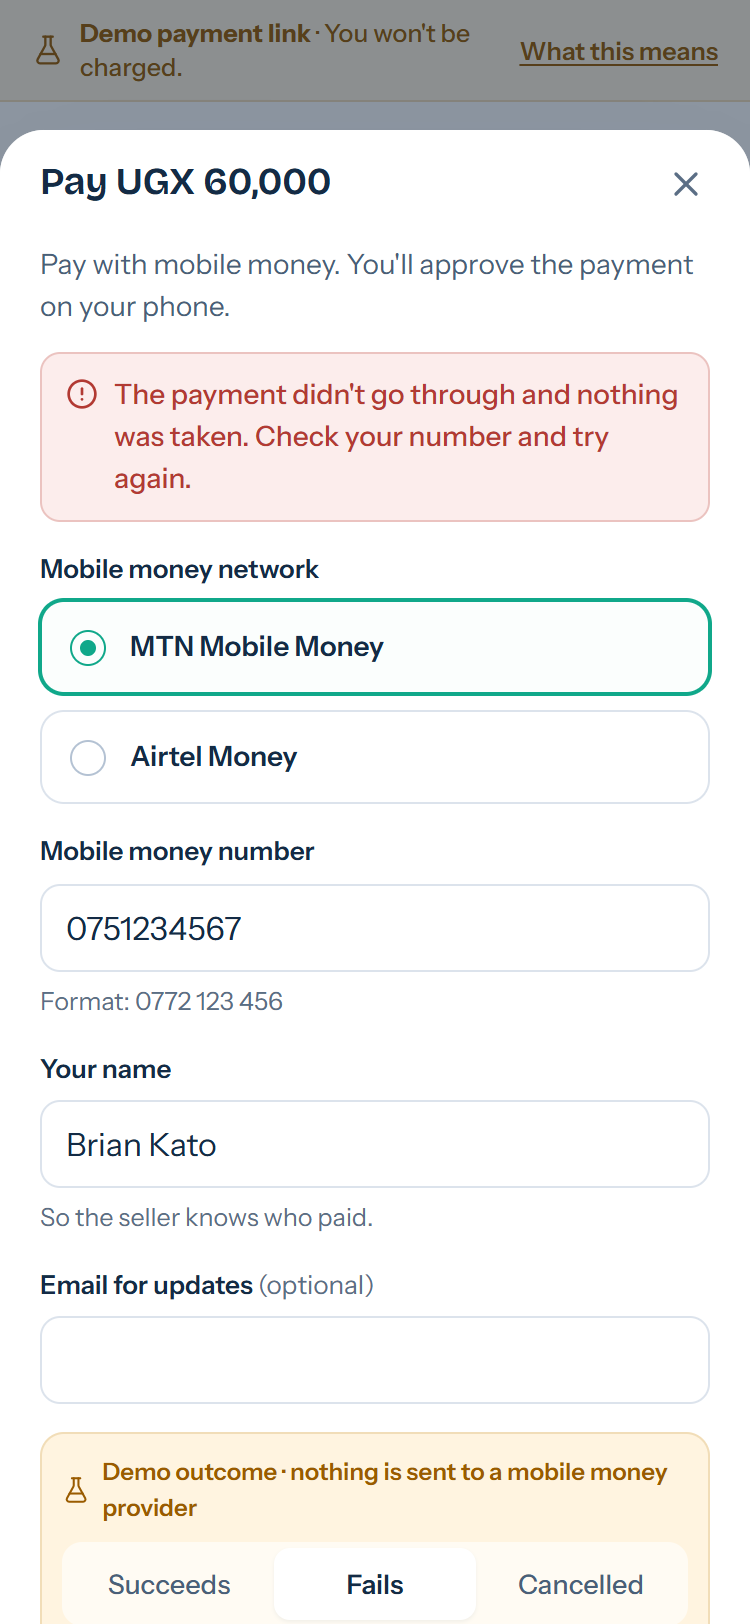 Demo payment link · You won't be
charged.
What this means
Pay UGX 60,000
Pay with mobile money. You'll approve the payment
on your phone.
The payment didn't go through and nothing
was taken. Check your number and try
again.
Mobile money network
MTN Mobile Money
Airtel Money
Mobile money number
0751234567
Format: 0772 123 456
Your name
Brian Kato
So the seller knows who paid.
Email for updates (optional)
Demo outcome · nothing is sent to a mobile money
provider
Succeeds
Fails
Cancelled